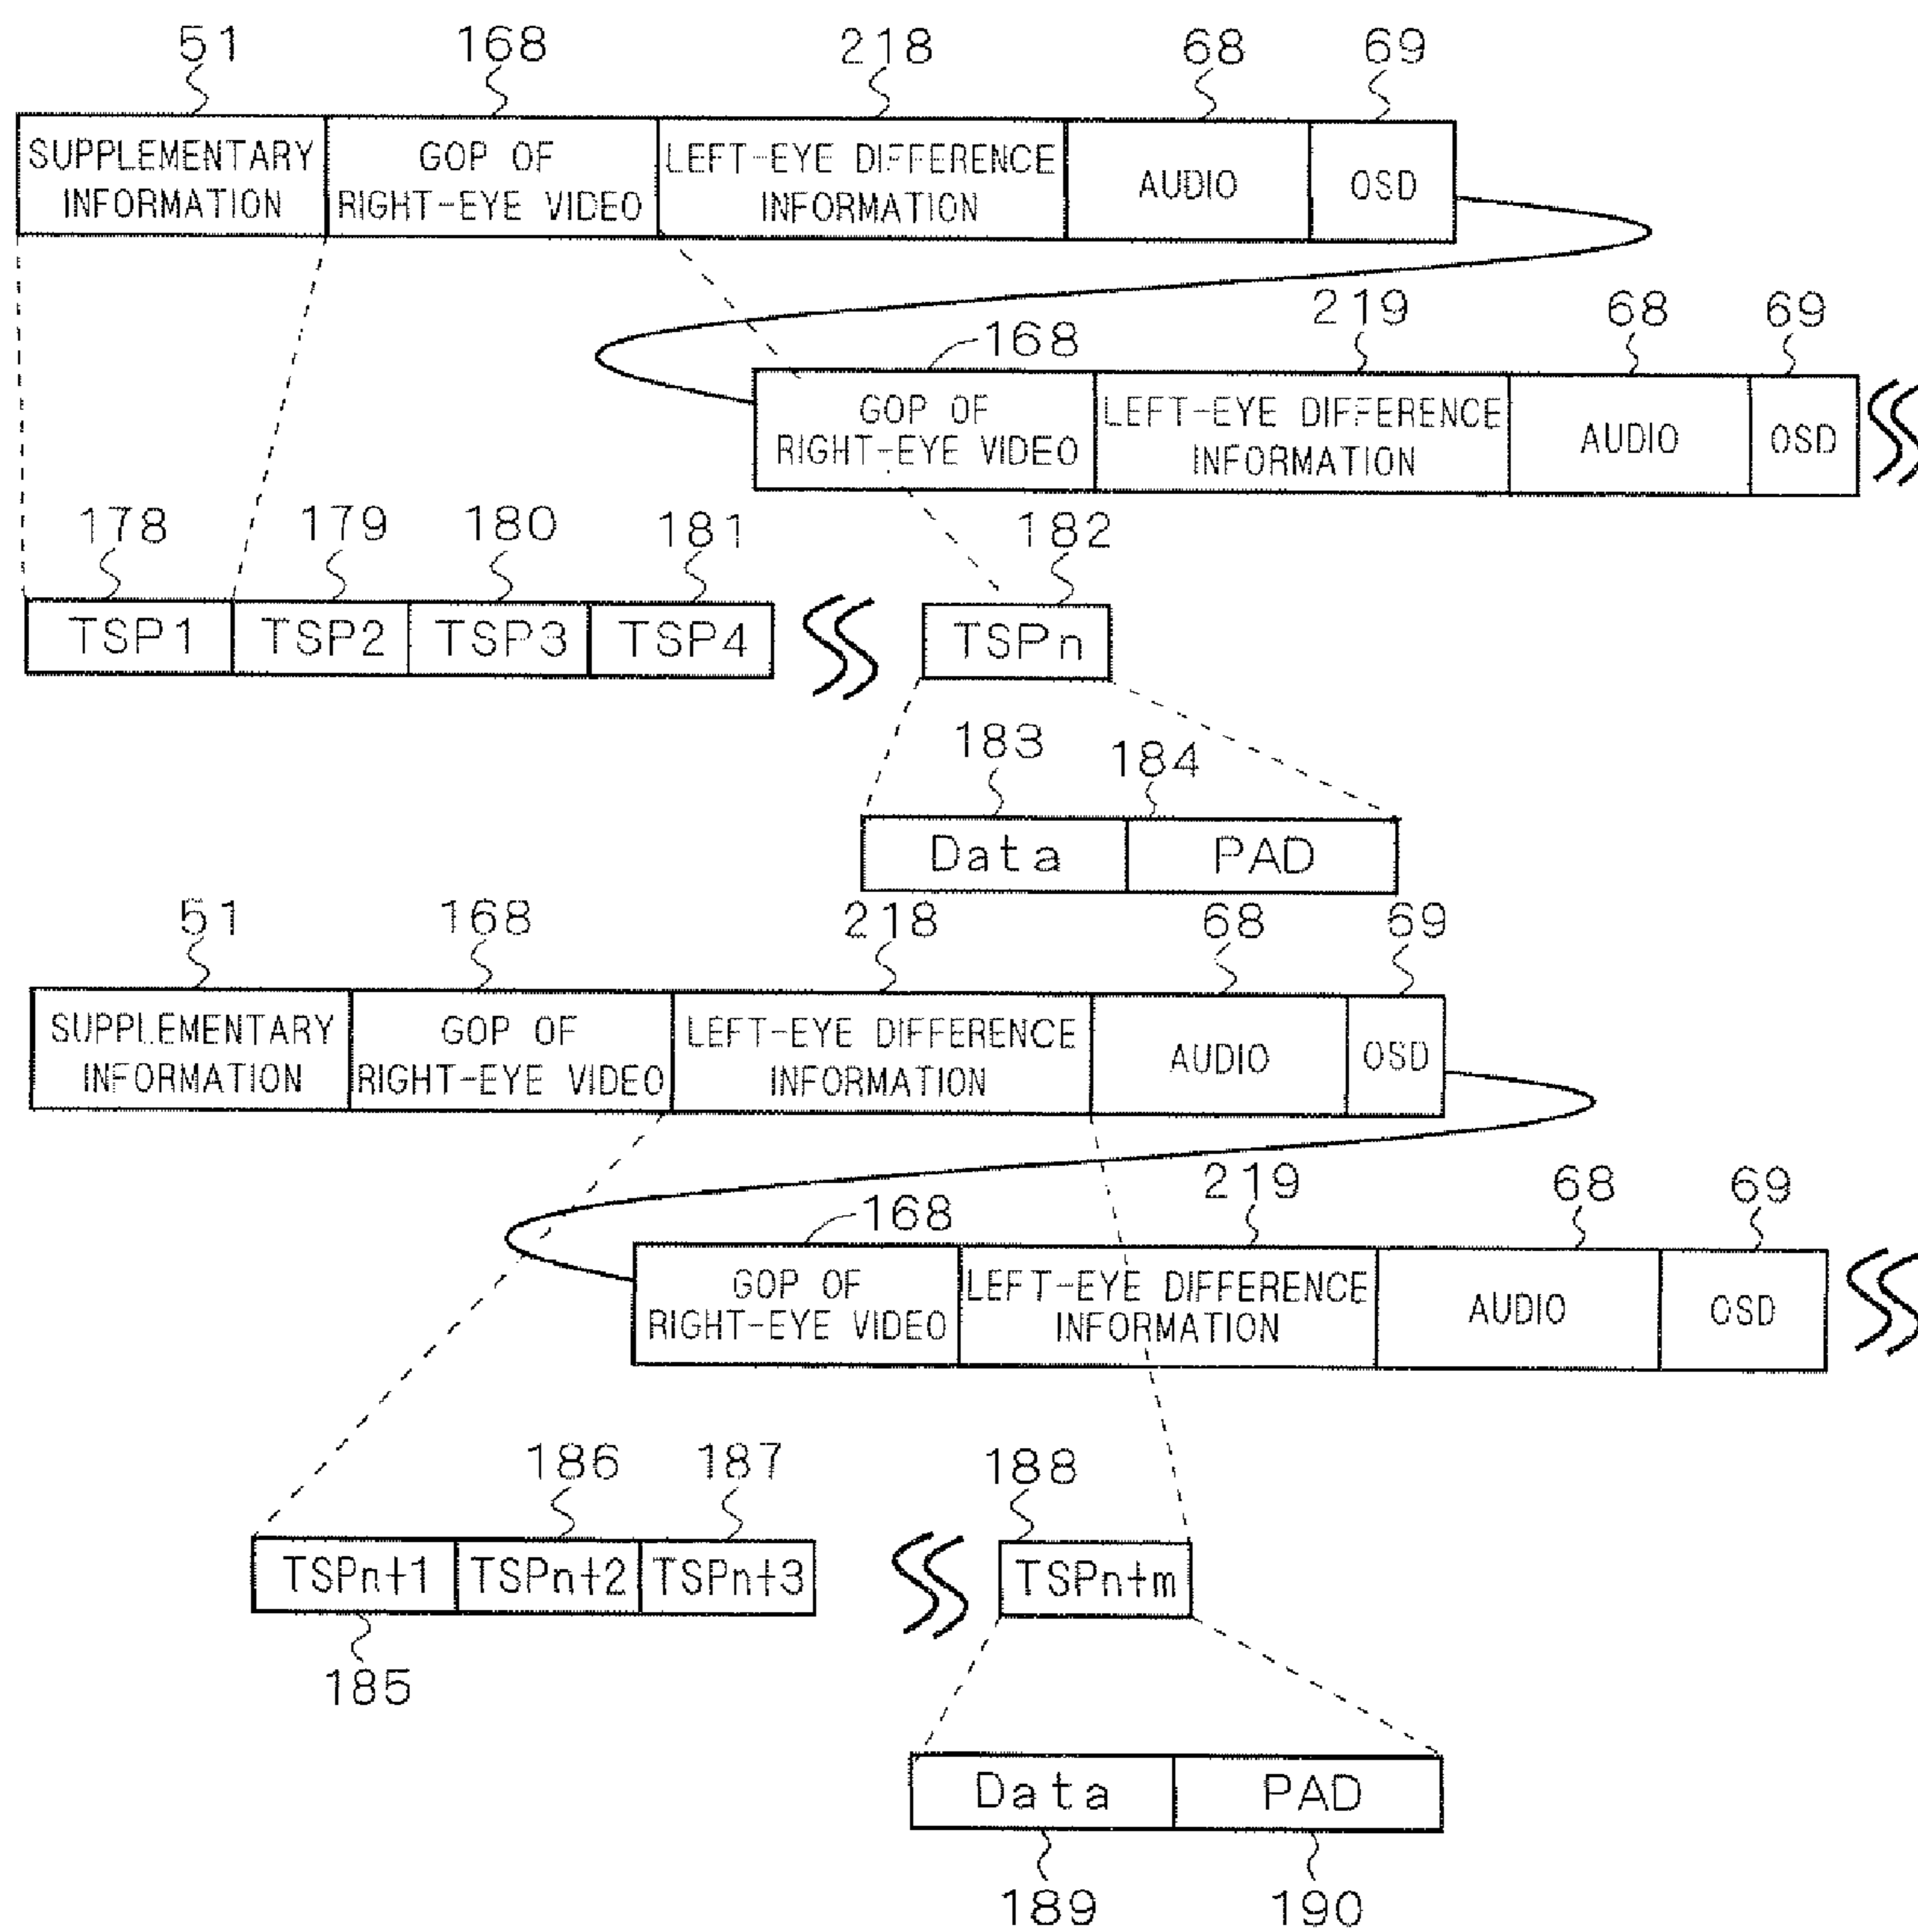 51 168 218 68 69
SUPPLEMENTARY INFORMATION
GOP OF RIGHT-EYE VIDEO
LEFT-EYE DIFFERENCE INFORMATION
AUDIO
OSD
168 219 68 69
GOP OF RIGHT-EYE VIDEO
LEFT-EYE DIFFERENCE INFORMATION
AUDIO
OSD
178 179 180 181 182
TSP1 TSP2 TSP3 TSP4 TSPn
183 184
Data PAD
51 168 218 68 69
SUPPLEMENTARY INFORMATION
GOP OF RIGHT-EYE VIDEO
LEFT-EYE DIFFERENCE INFORMATION
AUDIO
OSD
168 219 68 69
GOP OF RIGHT-EYE VIDEO
LEFT-EYE DIFFERENCE INFORMATION
AUDIO
OSD
186 187 188
TSPn+1 TSPn+2 TSPn+3 TSPn+m
185
Data PAD
189 190